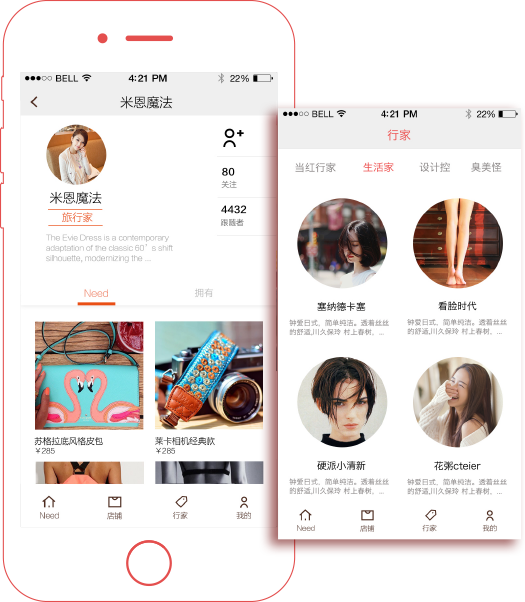 BELL
4:21 PM
22%
米恩魔法
米恩魔法
旅行家
The Evie Dress is a contemporary
adaptation of the classic 60's shift
silhouette, modernizing the ...
80
关注
4432
跟随者
Need
拥有
苏格拉底风格皮包
￥285
莱卡相机经典款
￥285
Need
店铺
行家
我的
BELL
4:21 PM
22%
行家
当红行家
生活家
设计控
臭美怪
塞纳德卡塞
钟爱日式、简单纯洁。透着丝丝
的舒适,川久保玲 村上春树，...
看脸时代
钟爱日式、简单纯洁。透着丝丝
的舒适,川久保玲 村上春树，...
硬派小清新
钟爱日式、简单纯洁。透着丝丝
的舒适,川久保玲 村上春树，...
花粥cteier
钟爱日式、简单纯洁。透着丝丝
的舒适,川久保玲 村上春树，...
Need
店铺
行家
我的